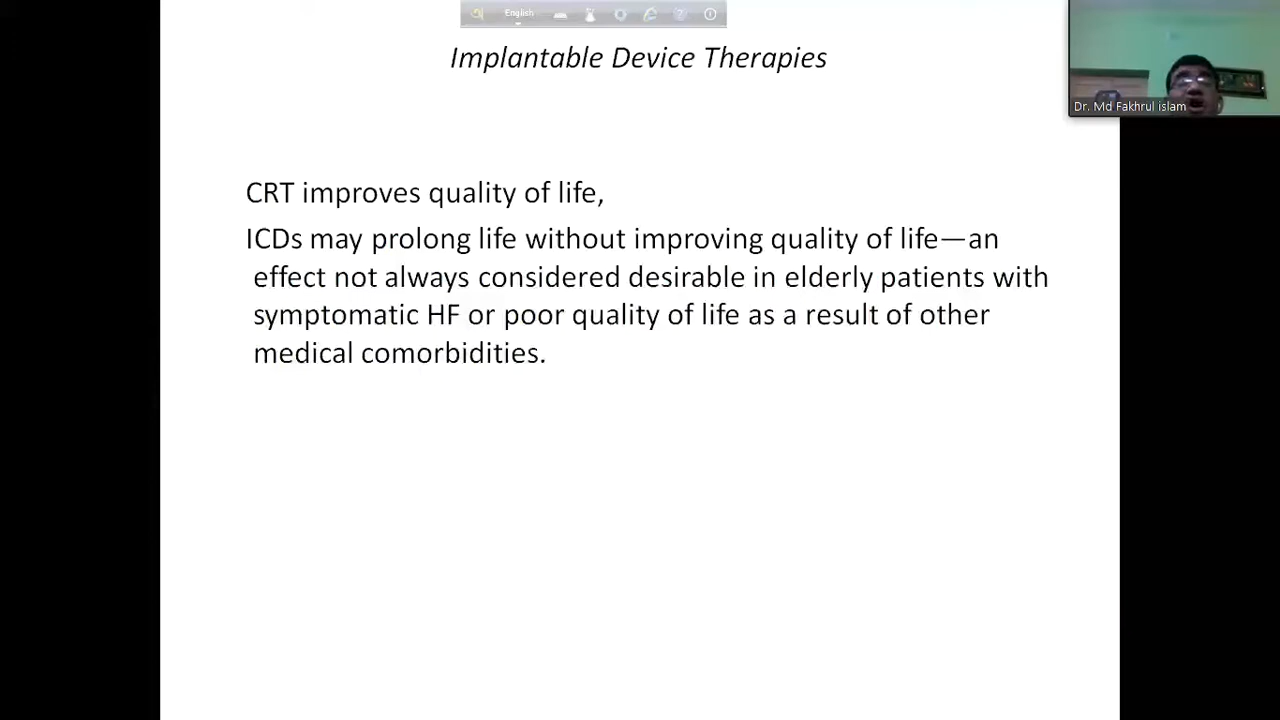 English
Implantable Device Therapies
Dr. Md Fakhrul islam
CRT improves quality of life,
ICDs may prolong life without improving quality of life—an
effect not always considered desirable in elderly patients with
symptomatic HF or poor quality of life as a result of other
medical comorbidities.